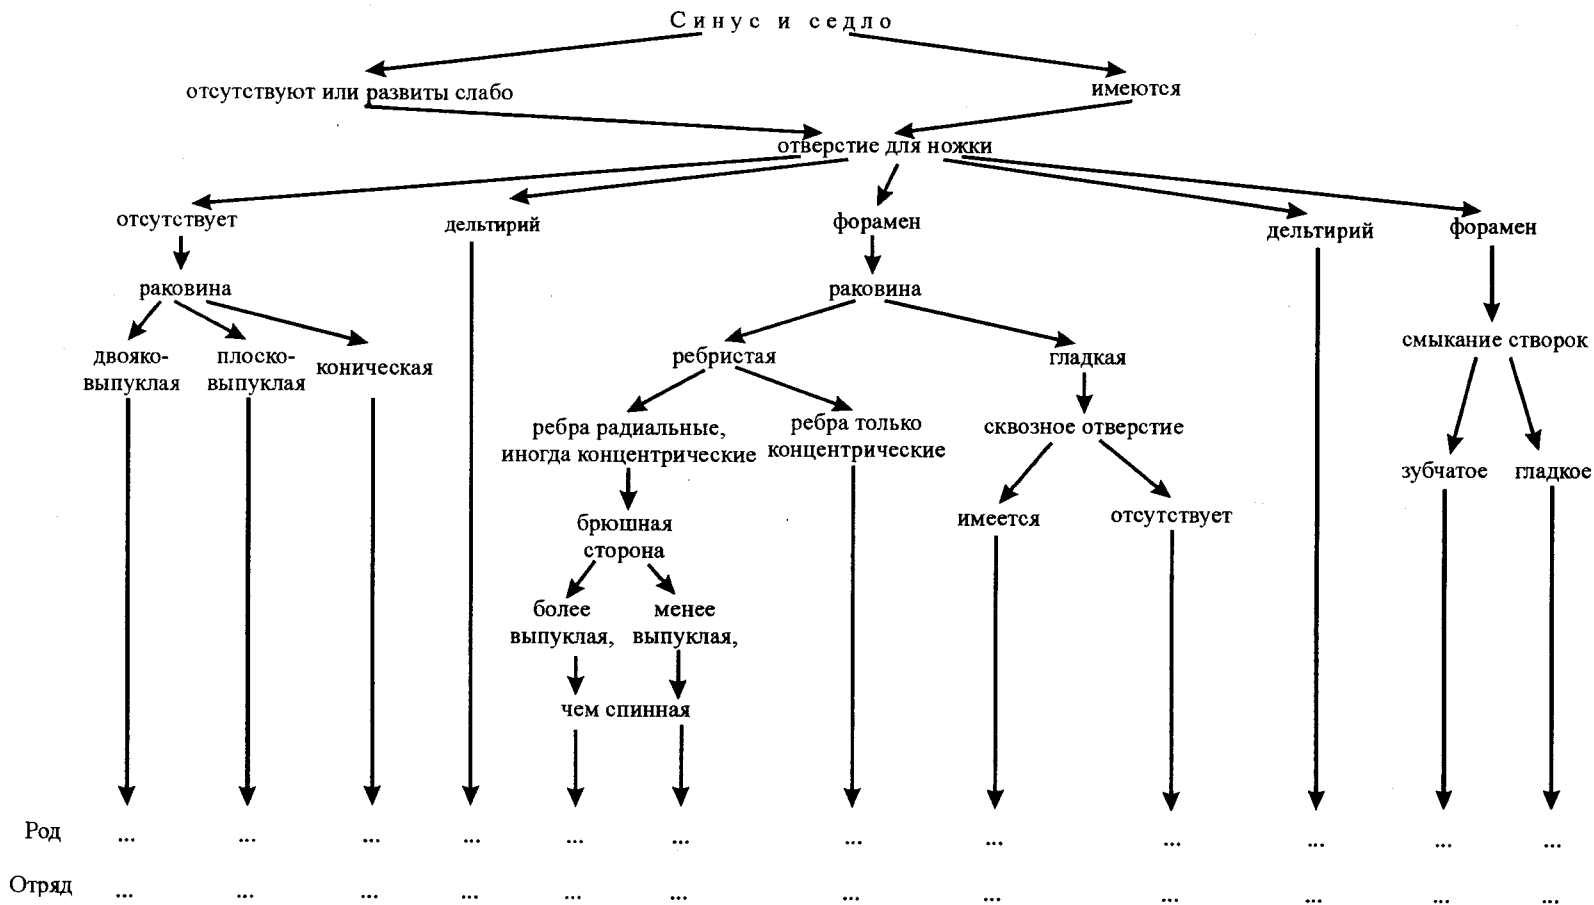 Синус и седло
отсутствуют или развиты слабо
имеются
отверстие для ножки
отсутствует
дельтирий
форамен
дельтирий
форамен
раковина
раковина
двояко-
выпуклая
плоско-
выпуклая
коническая
ребристая
гладкая
смыкание створок
ребра радиальные,
иногда концентрические
ребра только
концентрические
сквозное отверстие
зубчатое
гладкое
брюшная
сторона
имеется
отсутствует
более
выпуклая,
менее
выпуклая,
чем спинная
Род ... ... ... ... ... ... ... ... ... ... ... ...
Отряд ... ... ... ... ... ... ... ... ... ... ... ...